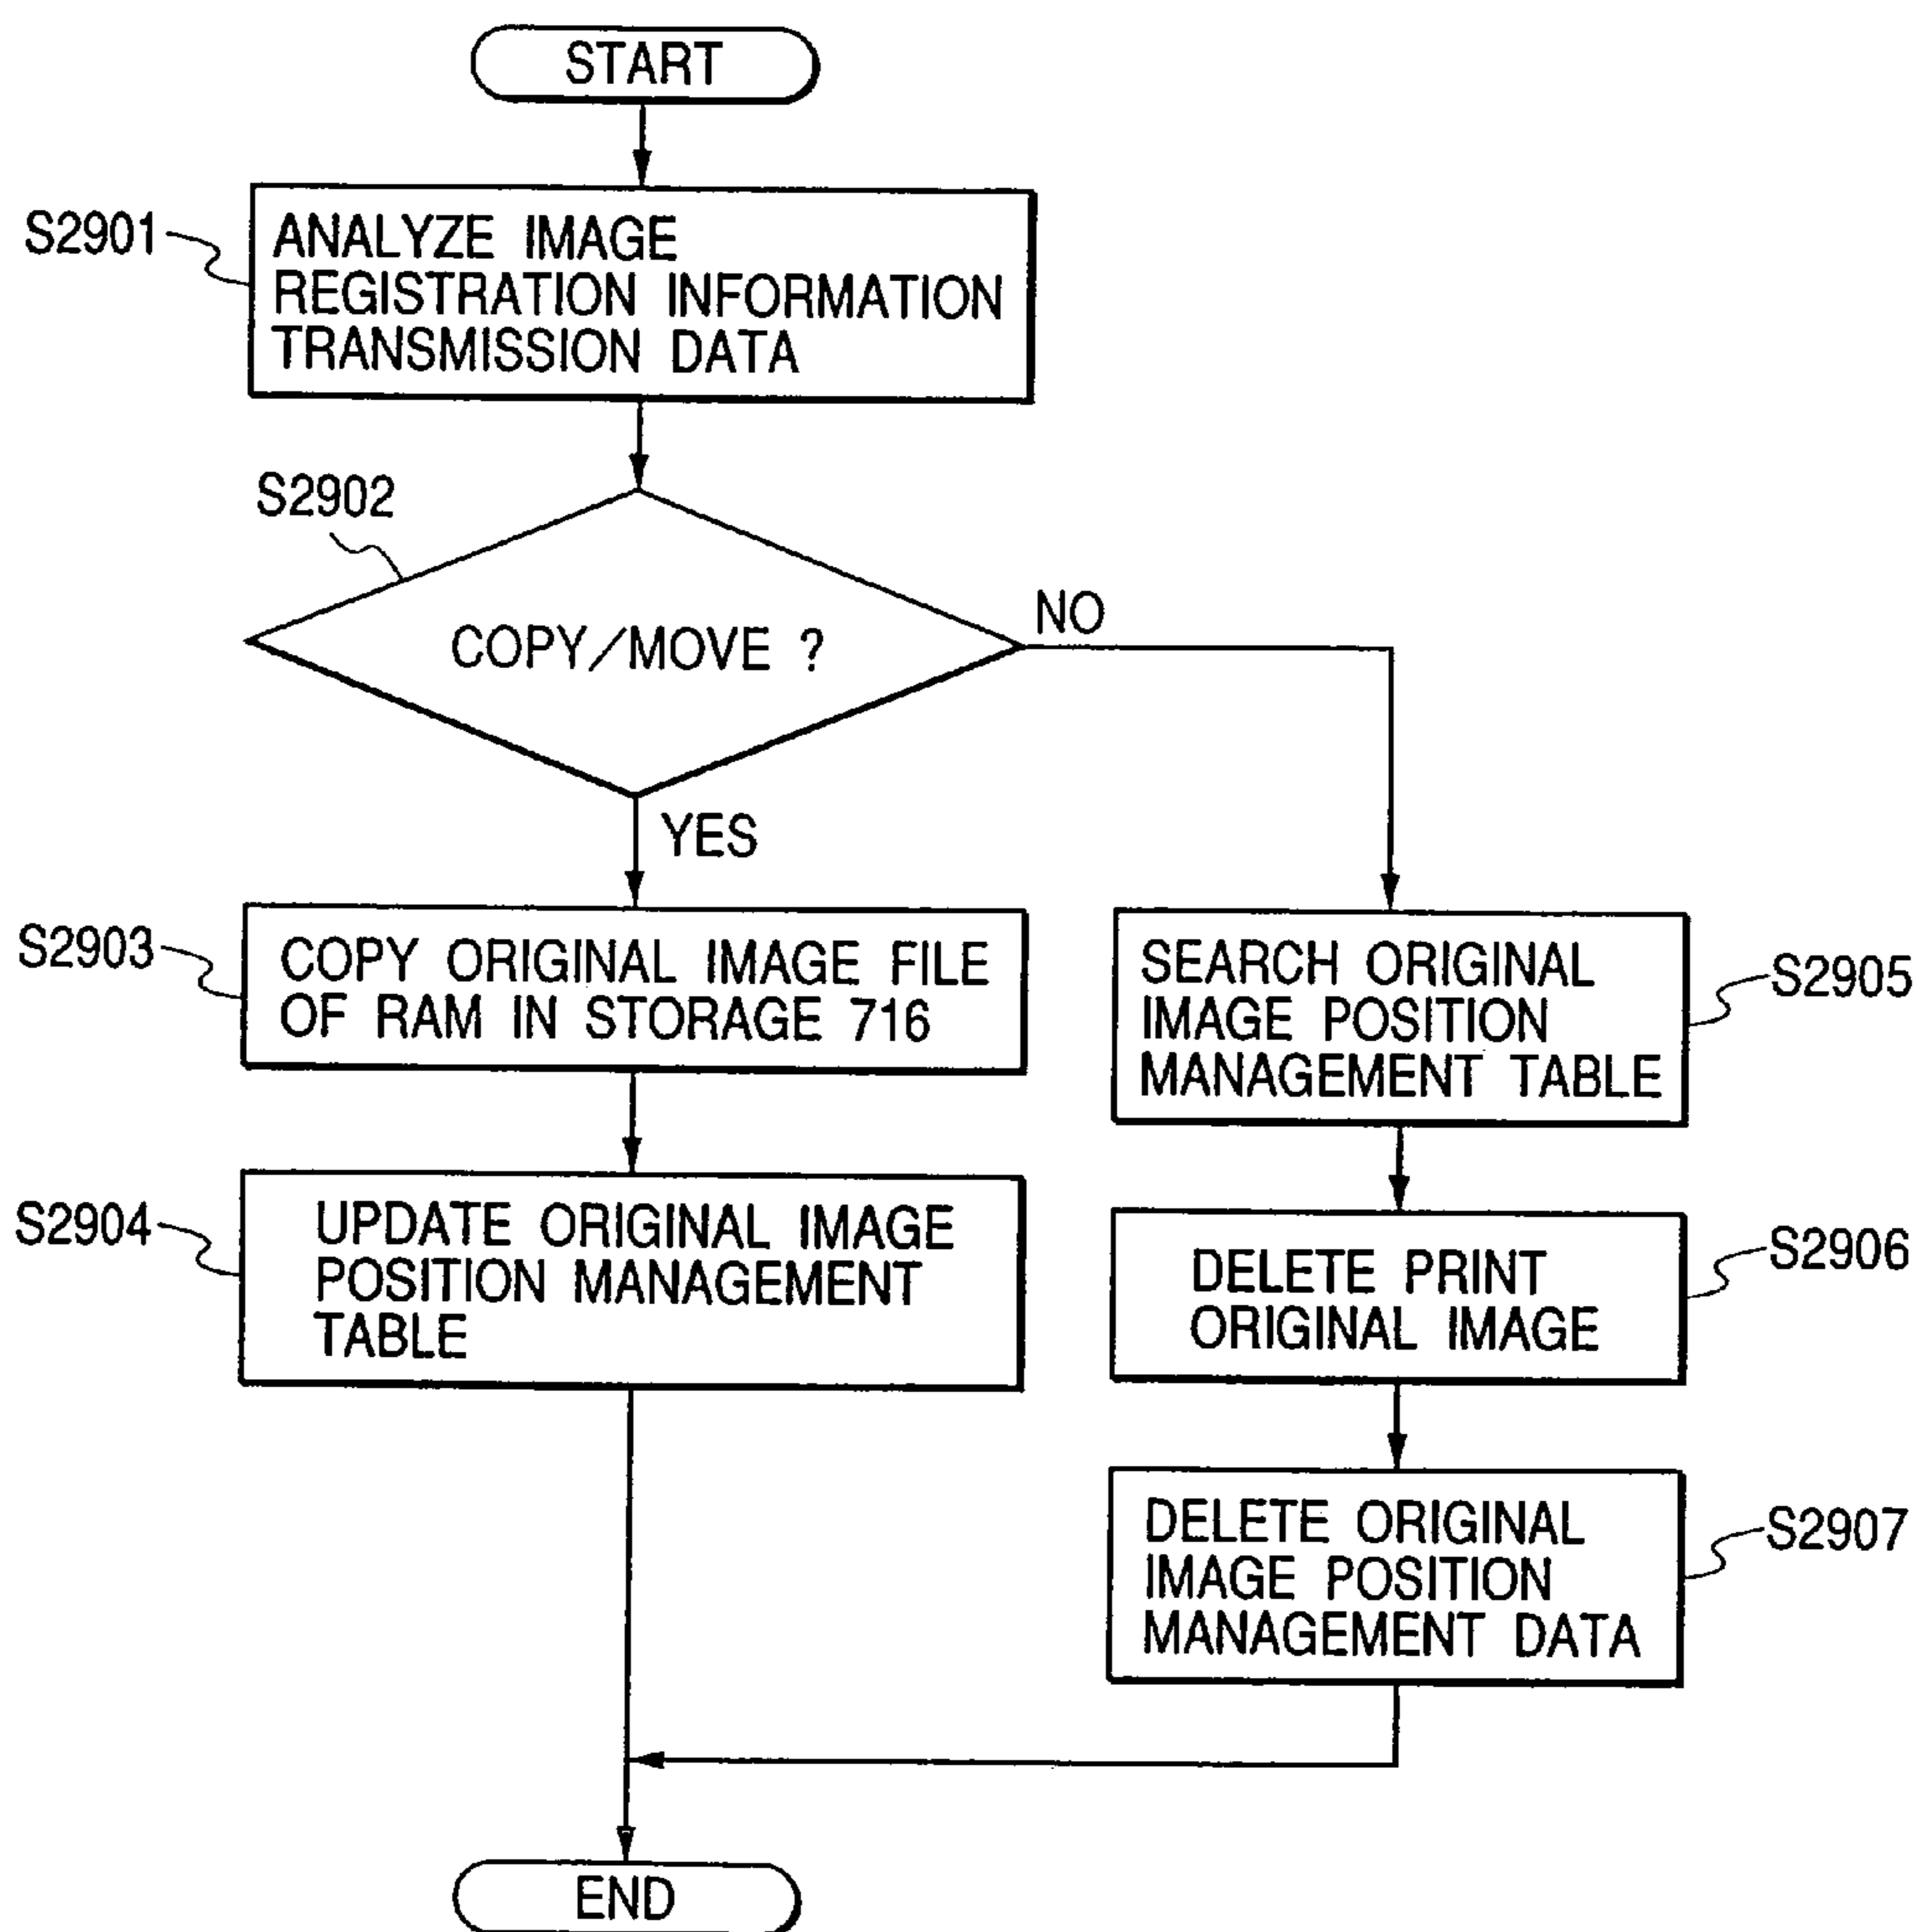 START
S2901
ANALYZE IMAGE
REGISTRATION INFORMATION
TRANSMISSION DATA
S2902
COPY/MOVE ?
NO
YES
S2903
COPY ORIGINAL IMAGE FILE
OF RAM IN STORAGE 716
S2904
UPDATE ORIGINAL IMAGE
POSITION MANAGEMENT
TABLE
SEARCH ORIGINAL
IMAGE POSITION
MANAGEMENT TABLE
S2905
DELETE PRINT
ORIGINAL IMAGE
S2906
DELETE ORIGINAL
IMAGE POSITION
MANAGEMENT DATA
S2907
END